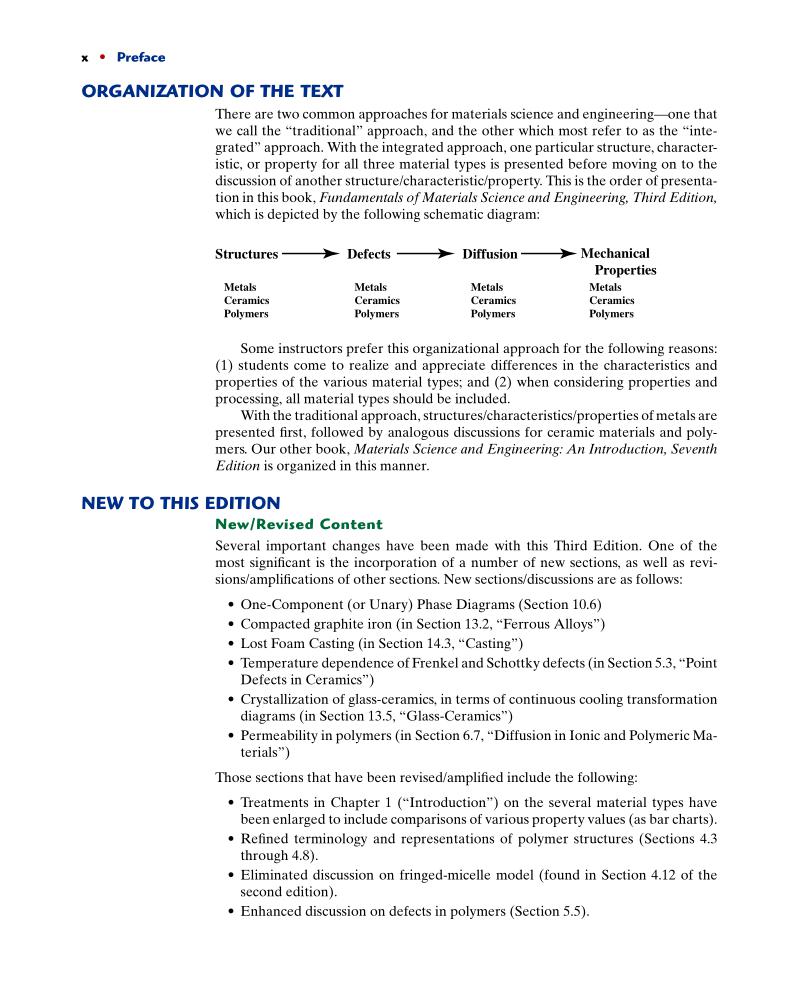 x • Preface
ORGANIZATION OF THE TEXT
There are two common approaches for materials science and engineering—one that
we call the “traditional” approach, and the other which most refer to as the “inte-
grated” approach. With the integrated approach, one particular structure, character-
istic, or property for all three material types is presented before moving on to the
discussion of another structure/characteristic/property. This is the order of presenta-
tion in this book, Fundamentals of Materials Science and Engineering, Third Edition,
which is depicted by the following schematic diagram:
Structures Defects Diffusion Mechanical
Properties
Metals Metals Metals Metals
Ceramics Ceramics Ceramics Ceramics
Polymers Polymers Polymers Polymers
Some instructors prefer this organizational approach for the following reasons:
(1) students come to realize and appreciate differences in the characteristics and
properties of the various material types; and (2) when considering properties and
processing, all material types should be included.
With the traditional approach, structures/characteristics/properties of metals are
presented first, followed by analogous discussions for ceramic materials and poly-
mers. Our other book, Materials Science and Engineering: An Introduction, Seventh
Edition is organized in this manner.
NEW TO THIS EDITION
New/Revised Content
Several important changes have been made with this Third Edition. One of the
most significant is the incorporation of a number of new sections, as well as revi-
sions/amplifications of other sections. New sections/discussions are as follows:
• One-Component (or Unary) Phase Diagrams (Section 10.6)
• Compacted graphite iron (in Section 13.2, “Ferrous Alloys”)
• Lost Foam Casting (in Section 14.3, “Casting”)
• Temperature dependence of Frenkel and Schottky defects (in Section 5.3, “Point
Defects in Ceramics”)
• Crystallization of glass-ceramics, in terms of continuous cooling transformation
diagrams (in Section 13.5, “Glass-Ceramics”)
• Permeability in polymers (in Section 6.7, “Diffusion in Ionic and Polymeric Ma-
terials”)
Those sections that have been revised/amplified include the following:
• Treatments in Chapter 1 (“Introduction”) on the several material types have
been enlarged to include comparisons of various property values (as bar charts).
• Refined terminology and representations of polymer structures (Sections 4.3
through 4.8).
• Eliminated discussion on fringed-micelle model (found in Section 4.12 of the
second edition).
• Enhanced discussion on defects in polymers (Section 5.5).